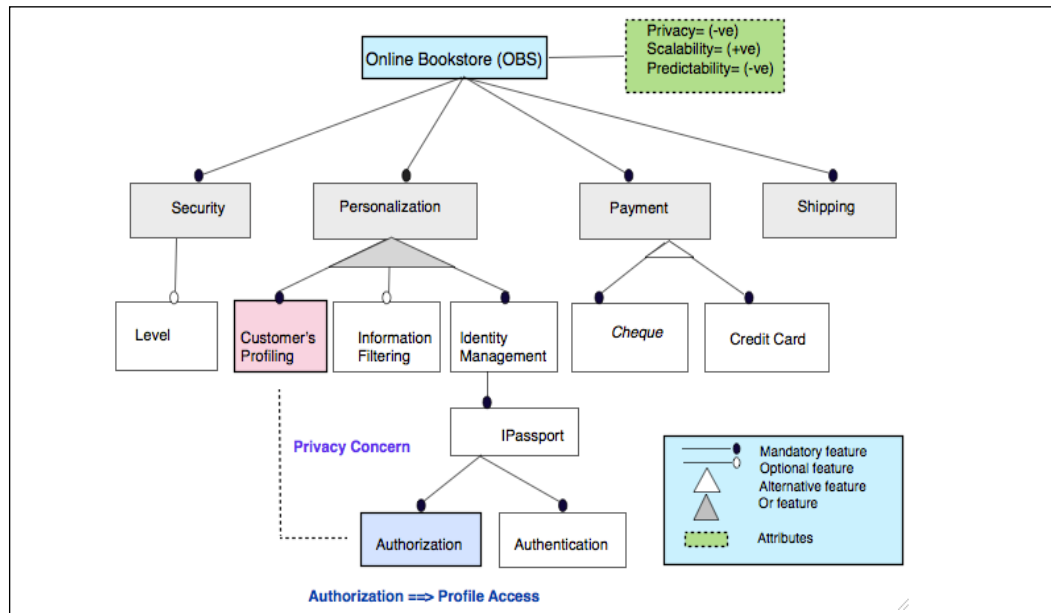 Privacy= (-ve)
Scalability= (+ve)
Predictability= (-ve)
Online Bookstore (OBS)
Security
Personalization
Payment
Shipping
Level
Customer's
Profiling
Information
Filtering
Identity
Management
Cheque
Credit Card
IPassport
Privacy Concern
Authorization
Authentication
Authorization ==> Profile Access
Mandatory feature
Optional feature
Alternative feature
Or feature
Attributes